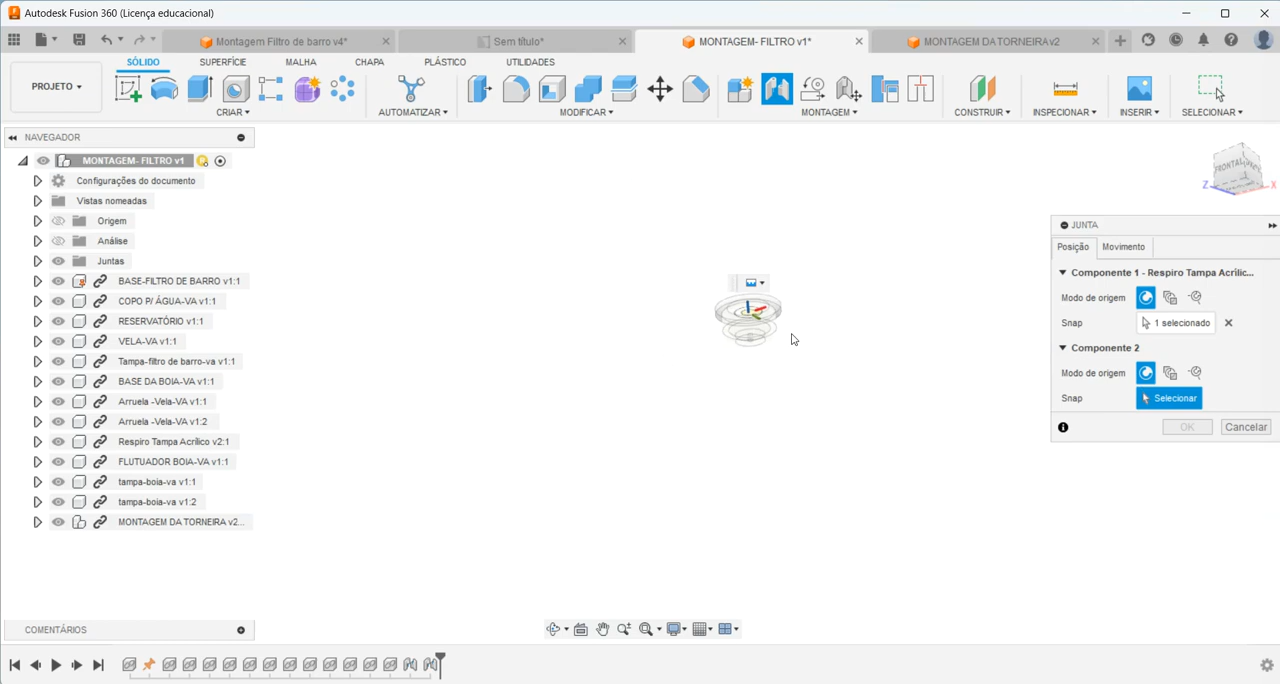 Autodesk Fusion 360 (Licença educacional)
Montagem Filtro de barro v4*
Sem título*
MONTAGEM- FILTRO v1*
MONTAGEM DA TORNEIRA v2
SÓLIDO
SUPERFÍCIE
MALHA
CHAPA
PLÁSTICO
UTILIDADES
PROJETO
CRIAR
AUTOMATIZAR
MODIFICAR
MONTAGEM
CONSTRUIR
INSPECIONAR
INSERIR
SELECIONAR
NAVEGADOR
MONTAGEM- FILTRO v1
Configurações do documento
Vistas nomeadas
Origem
Análise
Juntas
BASE-FILTRO DE BARRO v1:1
COPO P/ ÁGUA-VA v1:1
RESERVATÓRIO v1:1
VELA-VA v1:1
Tampa-filtro de barro-va v1:1
BASE DA BOIA-VA v1:1
Arruela -Vela-VA v1:1
Arruela -Vela-VA v1:2
Respiro Tampa Acrílico v2:1
FLUTUADOR BOIA-VA v1:1
tampa-boia-va v1:1
tampa-boia-va v1:2
MONTAGEM DA TORNEIRA v2...
FRONTAL
Z
X
JUNTA
Posição
Movimento
Componente 1 - Respiro Tampa Acrílic...
Modo de origem
Snap
1 selecionado
Componente 2
Modo de origem
Snap
Selecionar
OK
Cancelar
COMENTÁRIOS